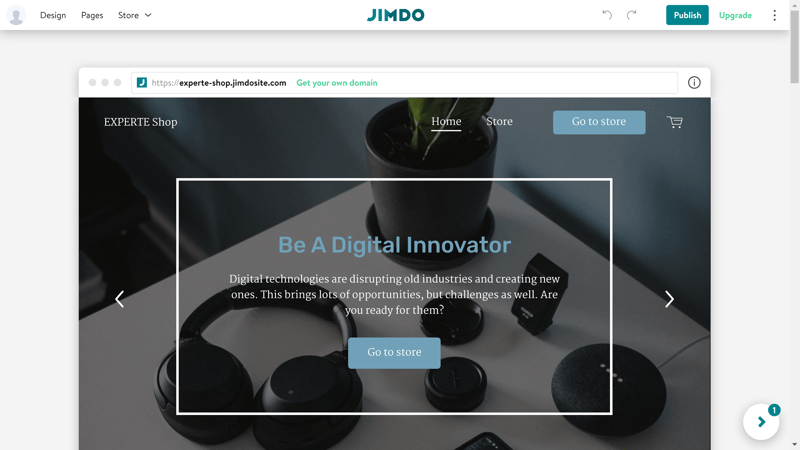 Design Pages Store JIMDO Publish Upgrade
https://experte-shop.jimdosite.com Get your own domain
EXPERTE Shop Home Store Go to store
Be A Digital Innovator
Digital technologies are disrupting old industries and creating new
ones. This brings lots of opportunities, but challenges as well. Are
you ready for them?
Go to store
1